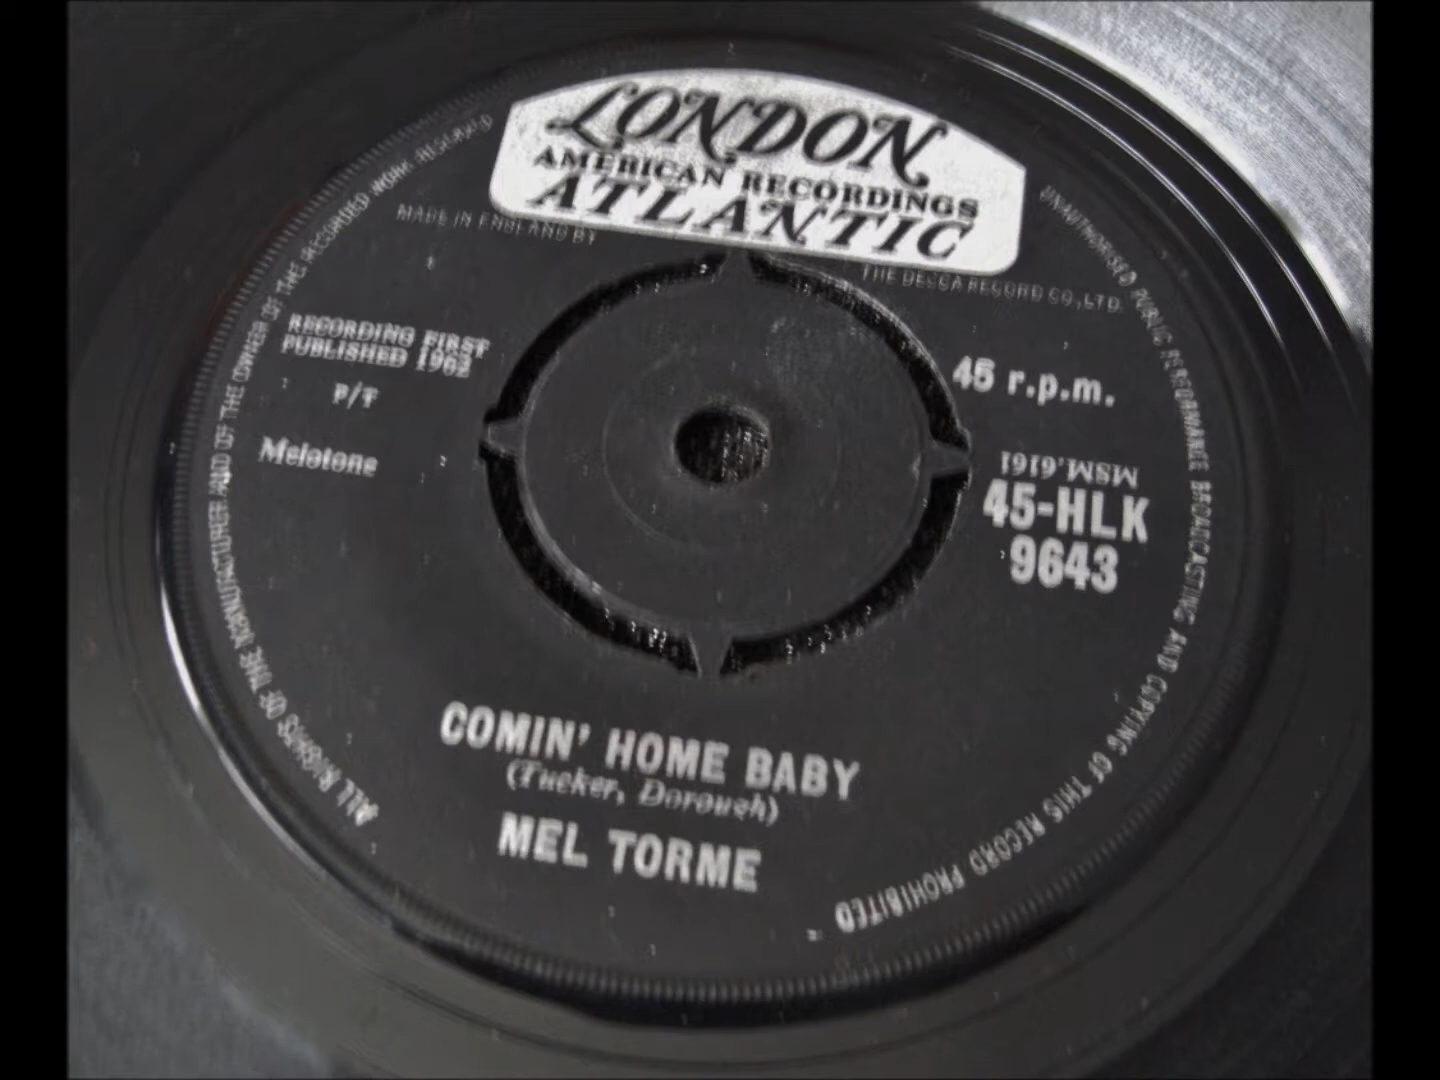 LONDON
AMERICAN RECORDINGS
ATLANTIC
MADE IN ENGLAND BY
THE DECCA RECORD CO., LTD.
RECORDING FIRST
PUBLISHED 1962
P/T
Melotone
45 r.p.m.
MSM.6161
45-HLK
9643
COMIN' HOME BABY
(Tucker, Dorough)
MEL TORME
ALL RIGHTS OF THE MANUFACTURER AND OF THE OWNER OF THE RECORDED WORK RESERVED
UNAUTHORISED PUBLIC PERFORMANCE BROADCASTING AND COPYING OF THIS RECORD PROHIBITED